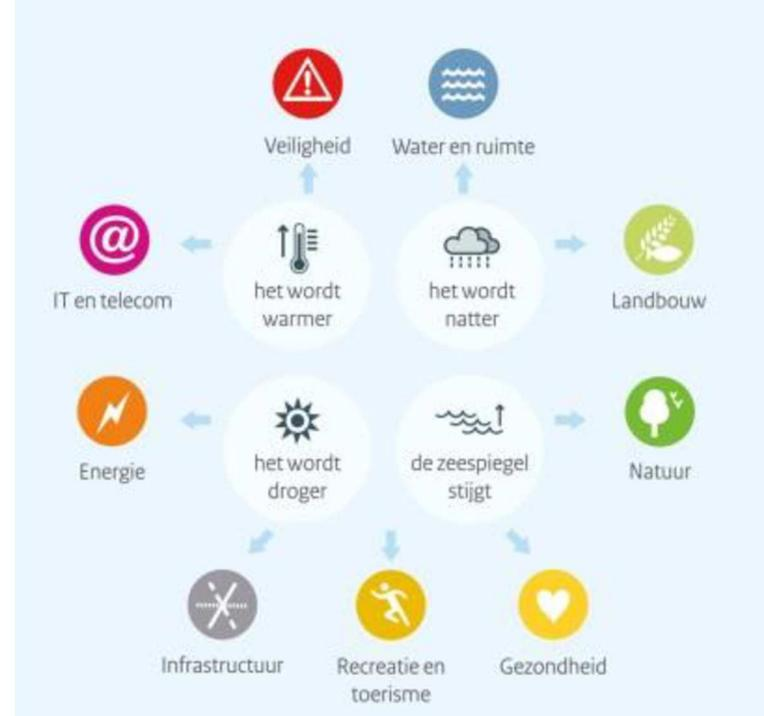 Veiligheid
Water en ruimte
@
IT en telecom
het wordt
warmer
het wordt
natter
Landbouw
Energie
het wordt
droger
de zeespiegel
stijgt
Natuur
Infrastructuur
Recreatie en
toerisme
Gezondheid